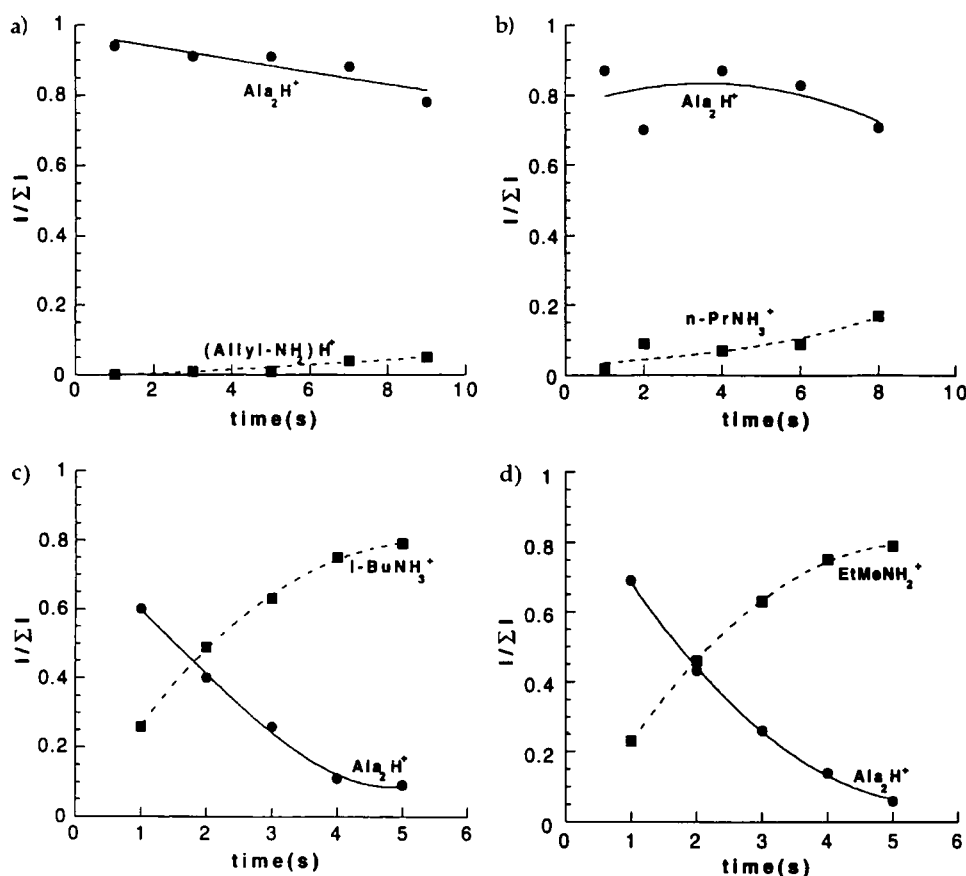 a)
I/ΣI
1
0.8
0.6
0.4
0.2
0
Ala₂H⁺
(Allyl-NH₂)H⁺
0 2 4 6 8 10
time(s)
b)
I/ΣI
1
0.8
0.6
0.4
0.2
0
Ala₂H⁺
n-PrNH₃⁺
0 2 4 6 8 10
time(s)
c)
I/ΣI
1
0.8
0.6
0.4
0.2
0
I-BuNH₃⁺
Ala₂H⁺
0 1 2 3 4 5 6
time(s)
d)
I/ΣI
1
0.8
0.6
0.4
0.2
0
EtMeNH₂⁺
Ala₂H⁺
0 1 2 3 4 5 6
time(s)